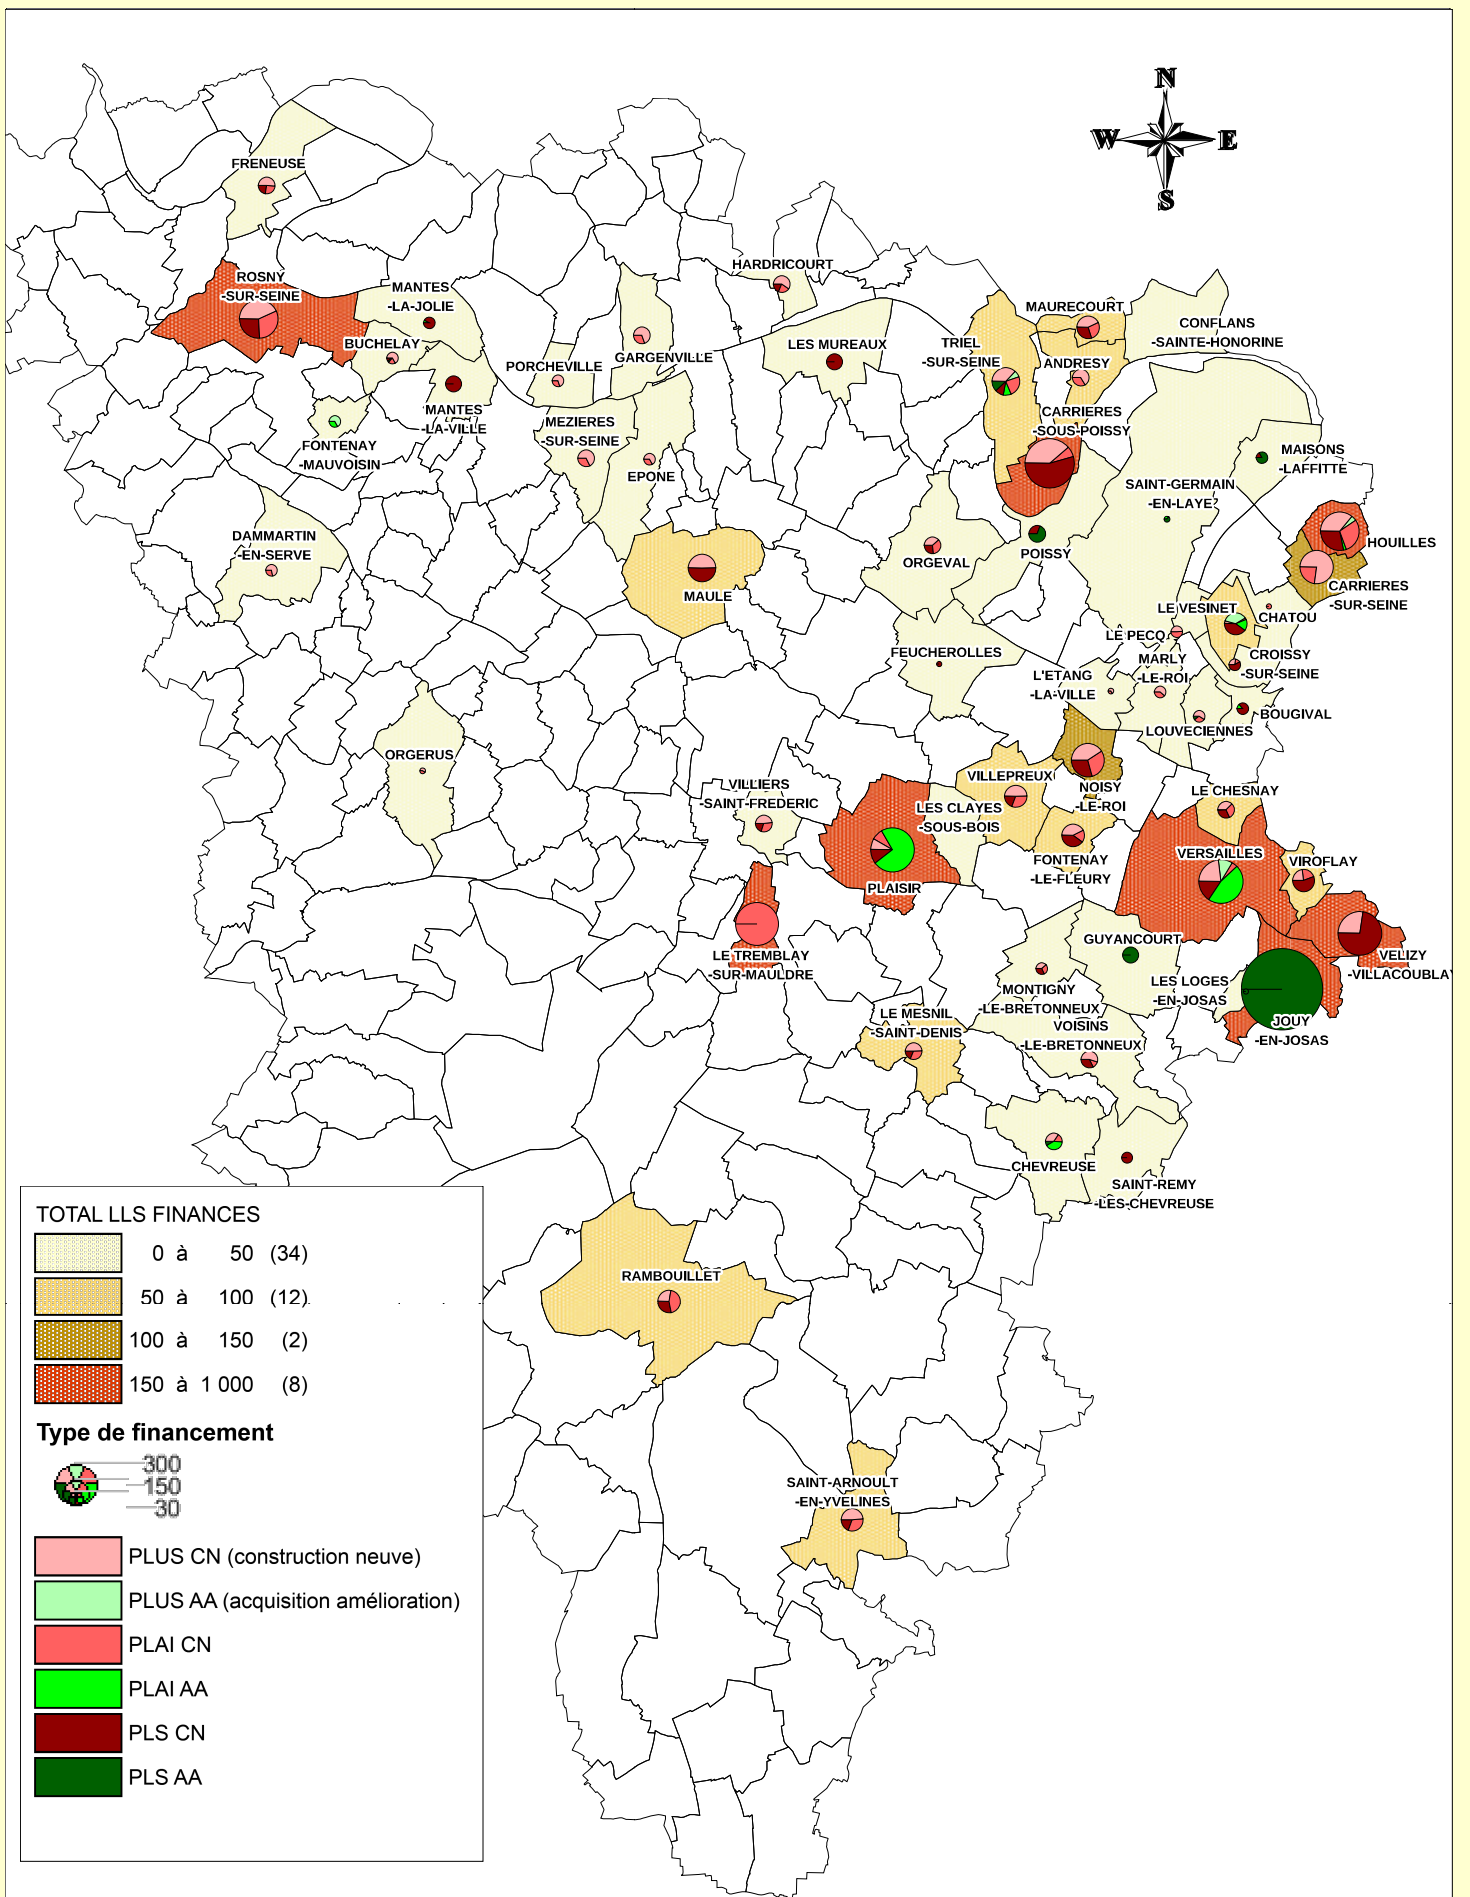 N
W
E
S
FRENEUSE
ROSNY
-SUR-SEINE
MANTES
-LA-JOLIE
BUCHELAY
MANTES
-LA-VILLE
FONTENAY
-MAUVOISIN
PORCHEVILLE
GARGENVILLE
HARDRICOURT
LES MUREAUX
MEZIERES
-SUR-SEINE
EPONE
TRIEL
-SUR-SEINE
MAURECOURT
ANDRESY
CONFLANS
-SAINTE-HONORINE
CARRIERES
-SOUS-POISSY
MAISONS
-LAFFITTE
SAINT-GERMAIN
-EN-LAYE
DAMMARTIN
-EN-SERVE
MAULE
ORGEVAL
POISSY
HOUILLES
CARRIERES
-SUR-SEINE
LE VESINET
CHATOU
LE PECQ
CROISSY
-SUR-SEINE
MARLY
-LE-ROI
FEUCHEROLLES
L'ETANG
-LA-VILLE
BOUGIVAL
LOUVECIENNES
ORGERUS
VILLIERS
-SAINT-FREDERIC
LES CLAYES
-SOUS-BOIS
VILLEPREUX
NOISY
-LE-ROI
LE CHESNAY
FONTENAY
-LE-FLEURY
PLAISIR
VERSAILLES
VIROFLAY
LE TREMBLAY
-SUR-MAULDRE
GUYANCOURT
VELIZY
-VILLACOUBLAY
MONTIGNY
-LE-BRETONNEUX
LES LOGES
-EN-JOSAS
JOUY
-EN-JOSAS
LE MESNIL
-SAINT-DENIS
VOISINS
-LE-BRETONNEUX
CHEVREUSE
SAINT-REMY
-LES-CHEVREUSE
RAMBOUILLET
SAINT-ARNOULT
-EN-YVELINES
TOTAL LLS FINANCES
0 à 50 (34)
50 à 100 (12)
100 à 150 (2)
150 à 1 000 (8)
Type de financement
300
150
30
PLUS CN (construction neuve)
PLUS AA (acquisition amélioration)
PLAI CN
PLAI AA
PLS CN
PLS AA